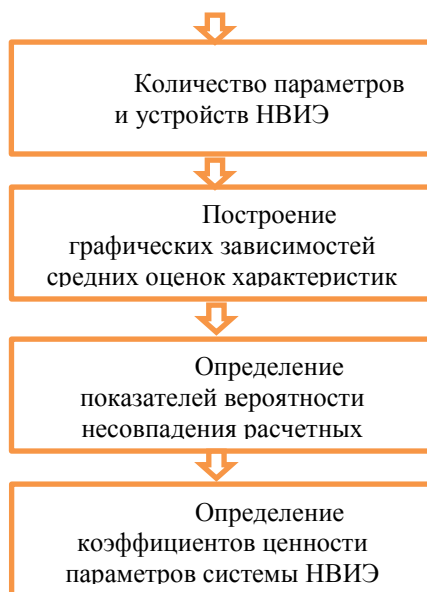 Количество параметров
и устройств НВИЭ
Построение
графических зависимостей
средних оценок характеристик
Определение
показателей вероятности
несовпадения расчетных
Определение
коэффициентов ценности
параметров системы НВИЭ